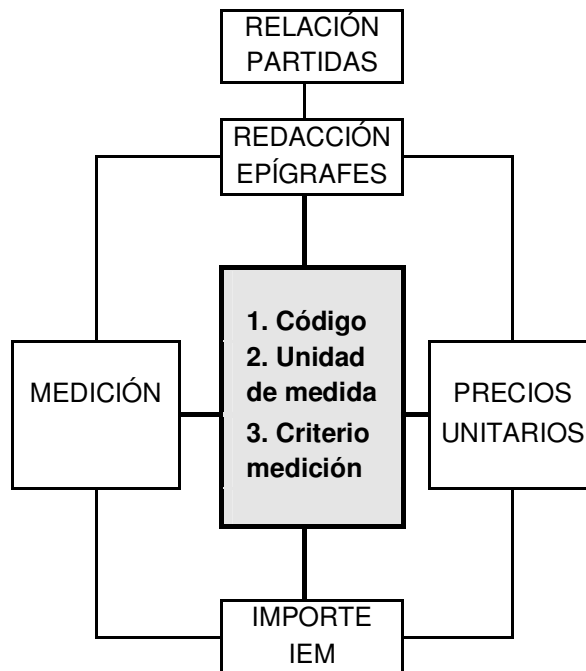 RELACIÓN
PARTIDAS
REDACCIÓN
EPÍGRAFES
1. Código
2. Unidad
de medida
3. Criterio
medición
MEDICIÓN
PRECIOS
UNITARIOS
IMPORTE
IEM